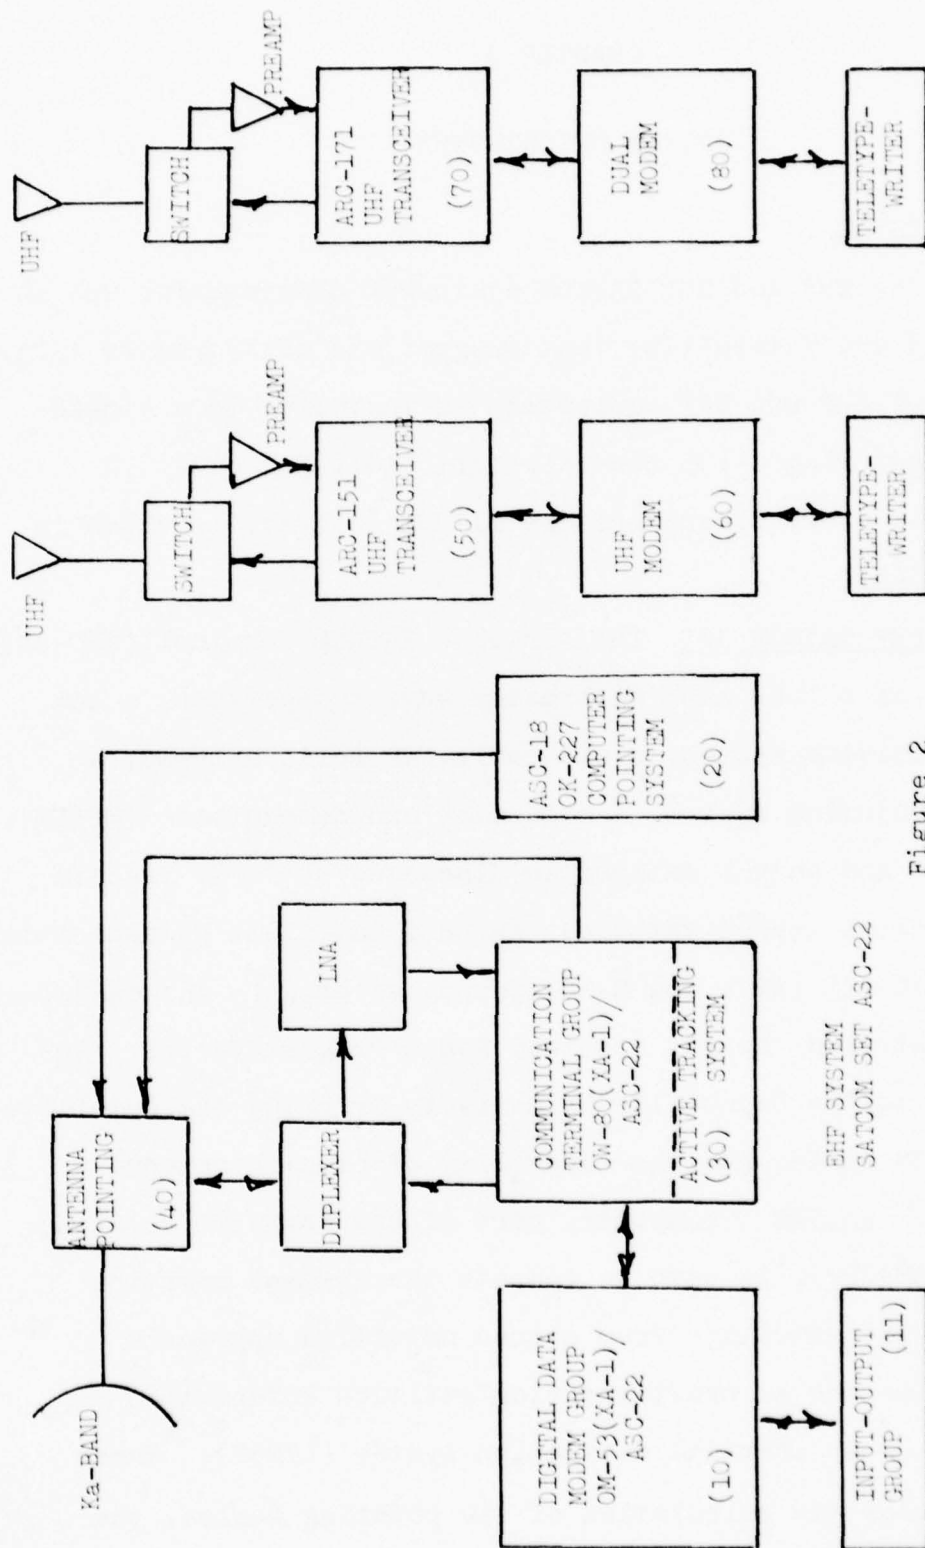 Ka-BAND
ANTENNA
POINTING
(40)
DIPLEXER
LNA
COMMUNICATION
TERMINAL GROUP
OW-80(XA-1)/
ASC-22
ACTIVE TRACKING
(30) SYSTEM
DIGITAL DATA
MODEM GROUP
OM-53(XA-1)/
ASC-22
(10)
INPUT-OUTPUT
GROUP (11)
ASC-18
OK-227
COMPUTER
POINTING
SYSTEM
(20)
EHF SYSTEM
SATCOM SET ASC-22
UHF
SWITCH
PREAMP
ARC-151
UHF
TRANSCEIVER
(50)
UHF
MODEM
(60)
TELETYPE-
WRITER
UHF
SWITCH
PREAMP
ARC-171
UHF
TRANSCEIVER
(70)
DUAL
MODEM
(80)
TELETYPE-
WRITER
Figure 2